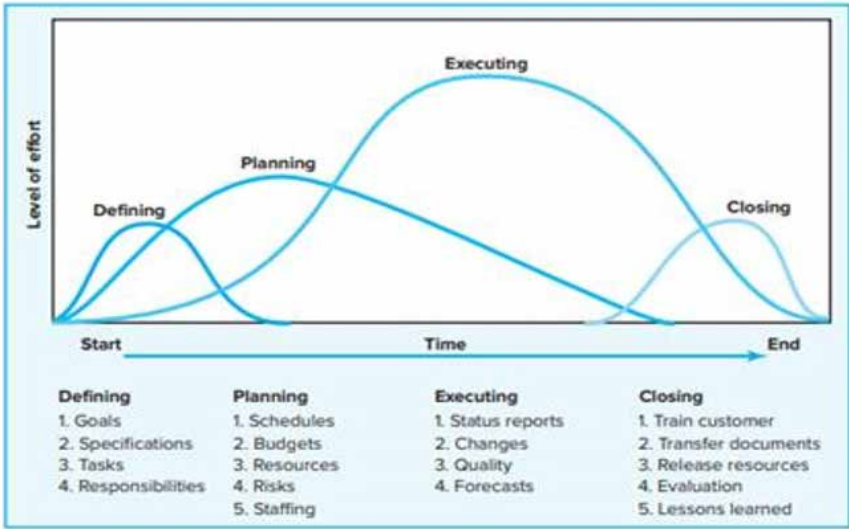 Executing
Planning
Defining
Closing
Level of effort
Start
Time
End
Defining
1. Goals
2. Specifications
3. Tasks
4. Responsibilities
Planning
1. Schedules
2. Budgets
3. Resources
4. Risks
5. Staffing
Executing
1. Status reports
2. Changes
3. Quality
4. Forecasts
Closing
1. Train customer
2. Transfer documents
3. Release resources
4. Evaluation
5. Lessons learned